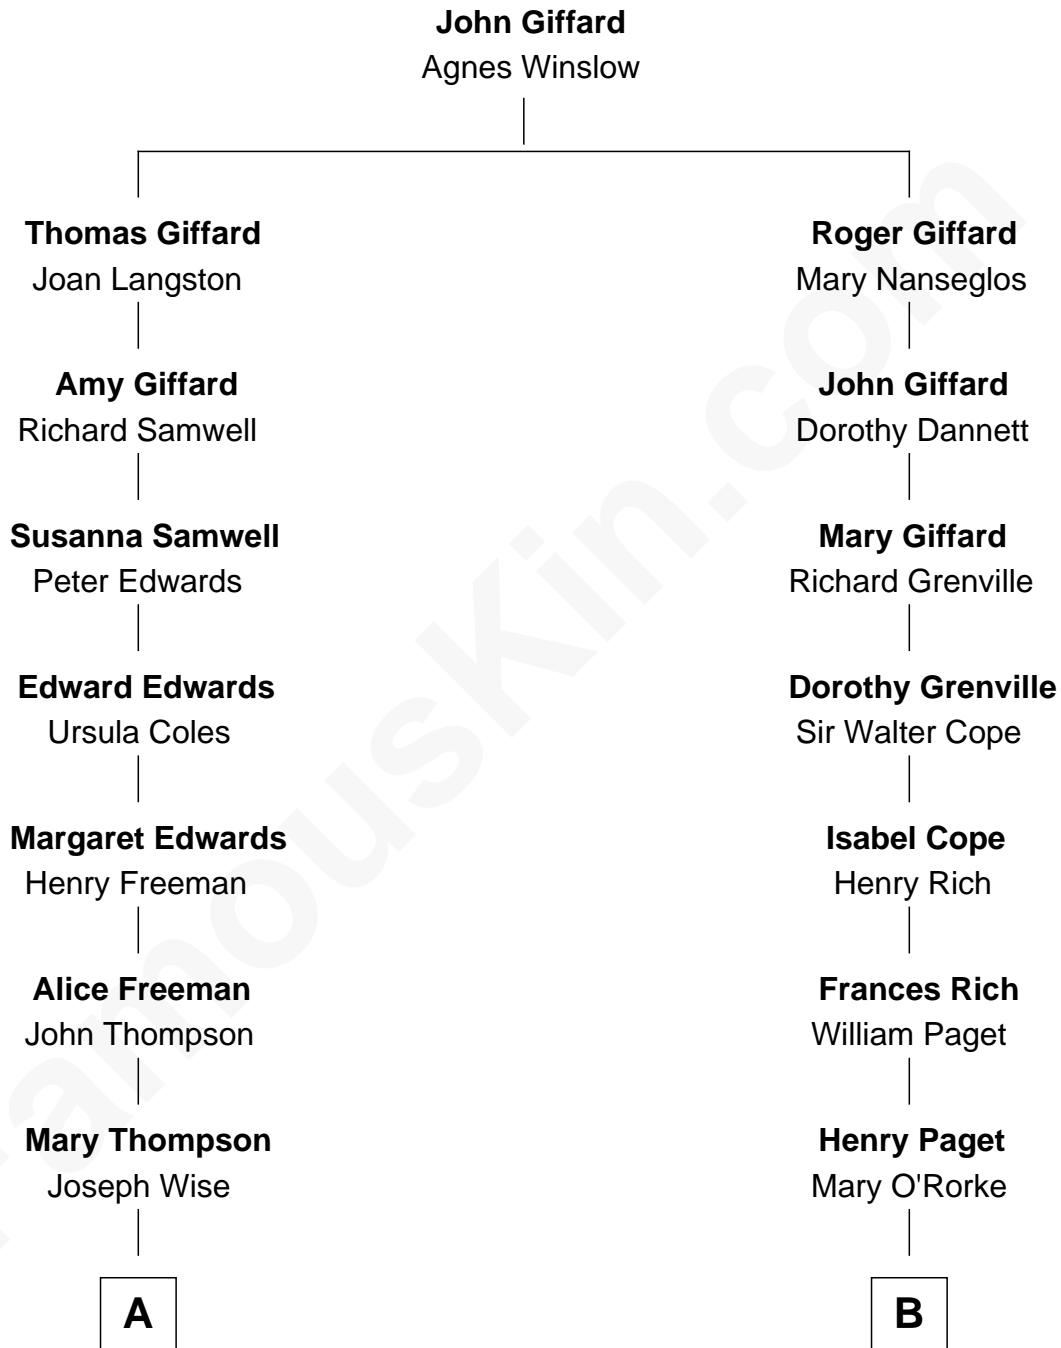 John Giffard
Agnes Winslow
Thomas Giffard
Joan Langston
Roger Giffard
Mary Nanseglos
Amy Giffard
Richard Samwell
John Giffard
Dorothy Dannett
Susanna Samwell
Peter Edwards
Mary Giffard
Richard Grenville
Edward Edwards
Ursula Coles
Dorothy Grenville
Sir Walter Cope
Margaret Edwards
Henry Freeman
Isabel Cope
Henry Rich
Alice Freeman
John Thompson
Frances Rich
William Paget
Mary Thompson
Joseph Wise
Henry Paget
Mary O'Rorke
A
B
FamousKin.com